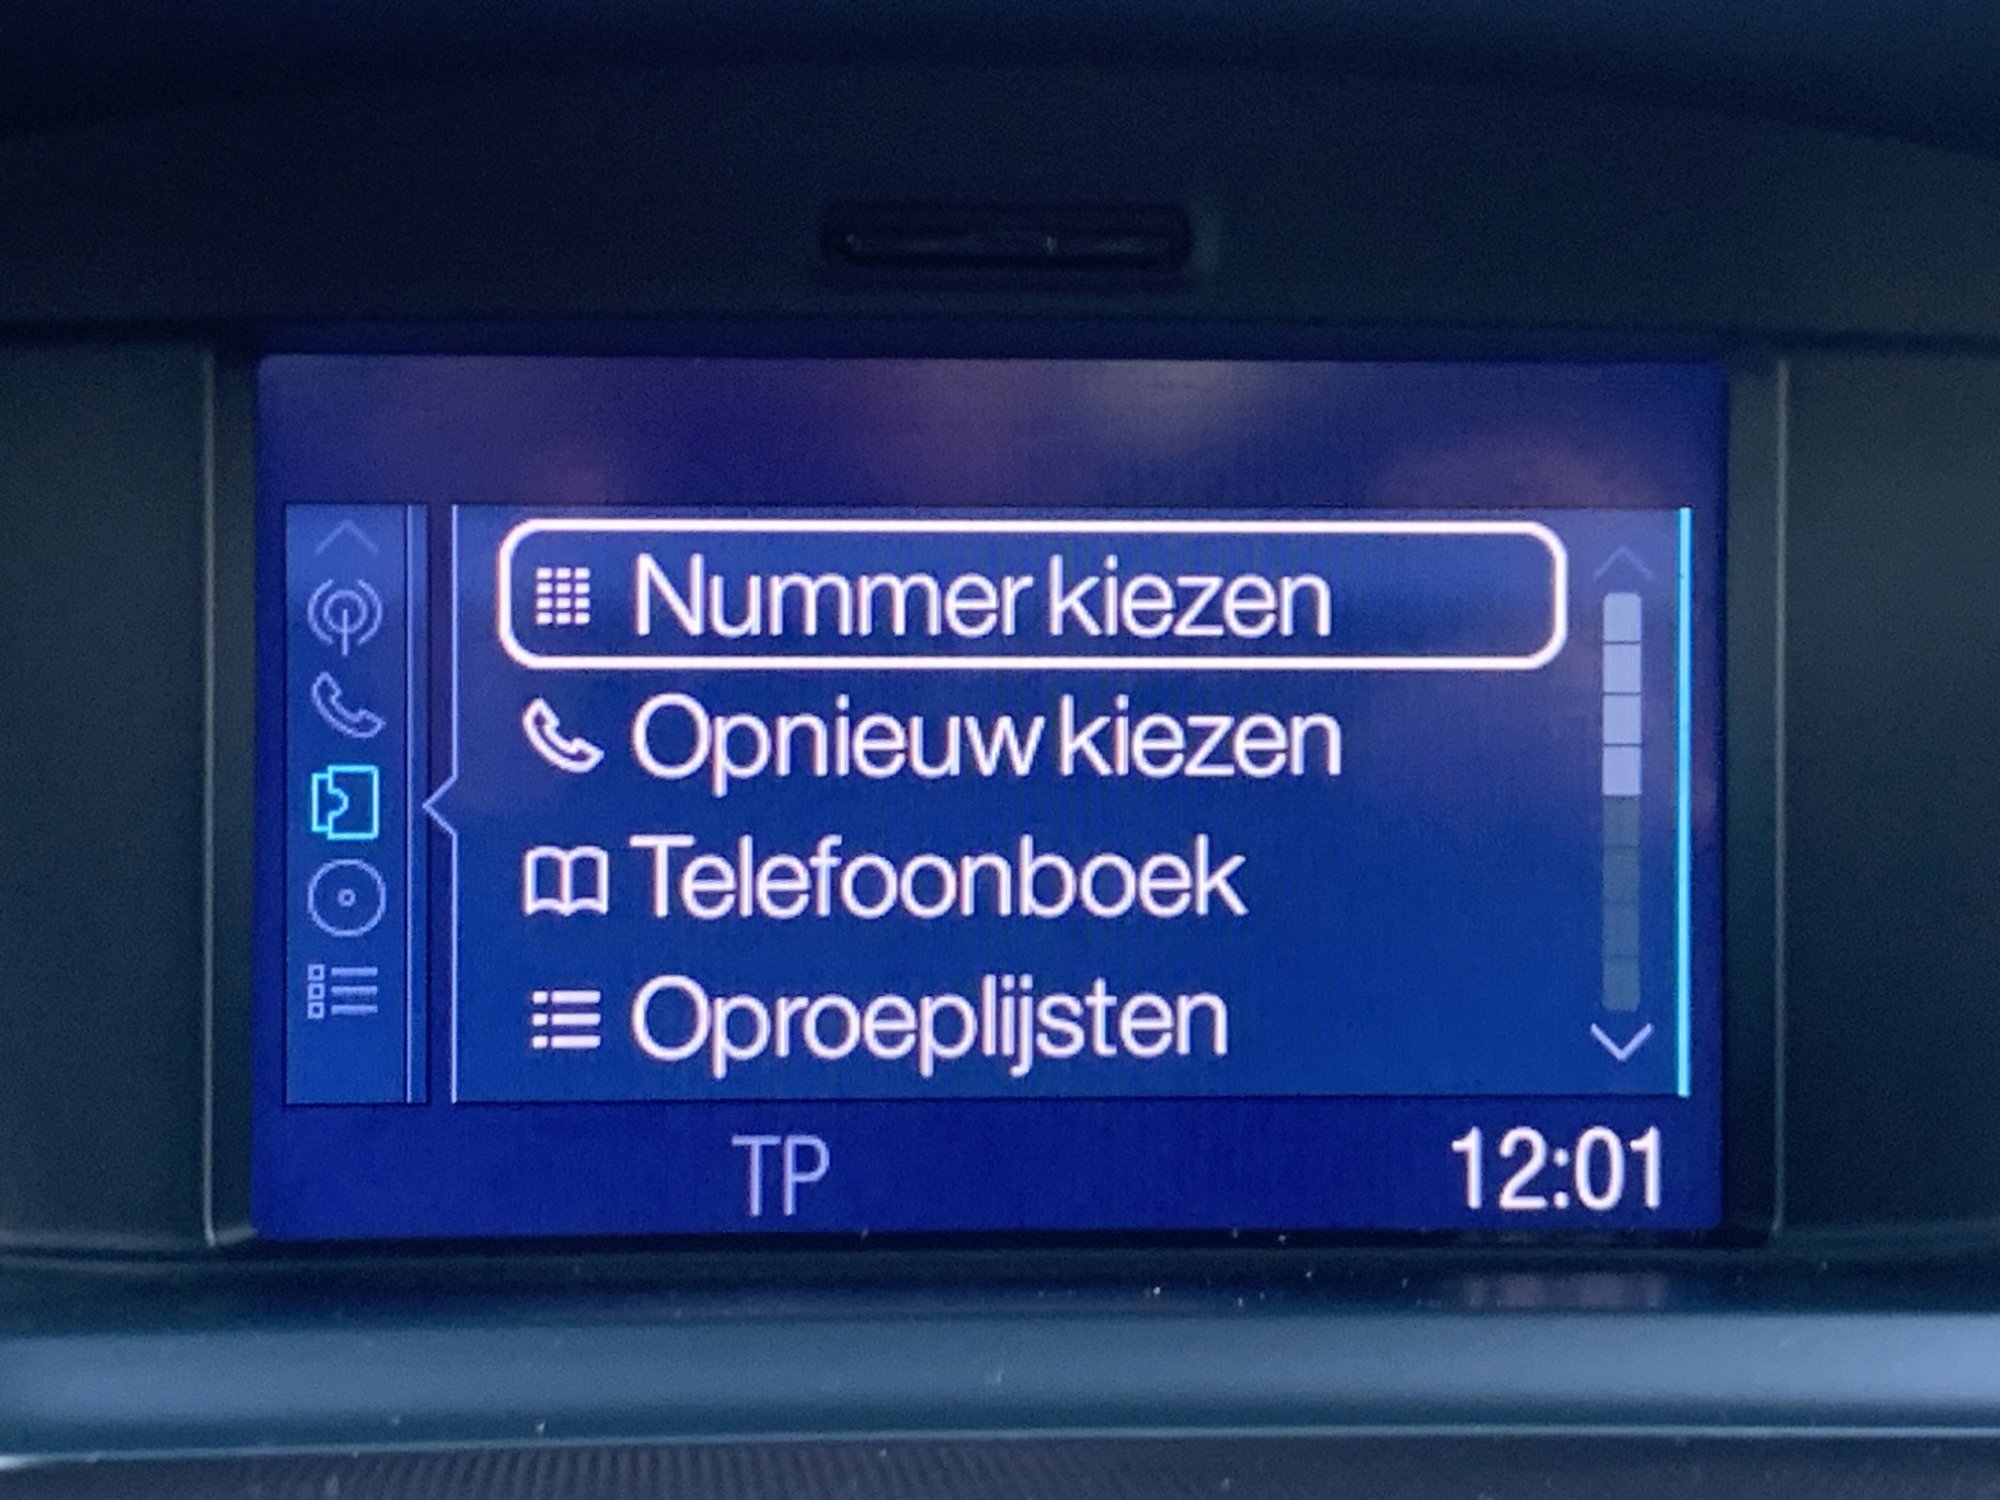 Nummer kiezen
Opnieuw kiezen
Telefoonboek
Oproeplijsten
TP
12:01